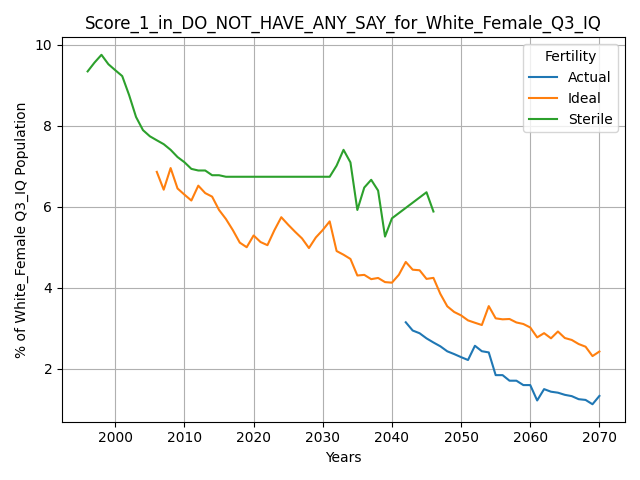 Score_1_in_DO_NOT_HAVE_ANY_SAY_for_White_Female_Q3_IQ
Fertility
Actual
Ideal
Sterile
% of White_Female Q3_IQ Population
10
8
6
4
2
2000
2010
2020
2030
2040
2050
2060
2070
Years